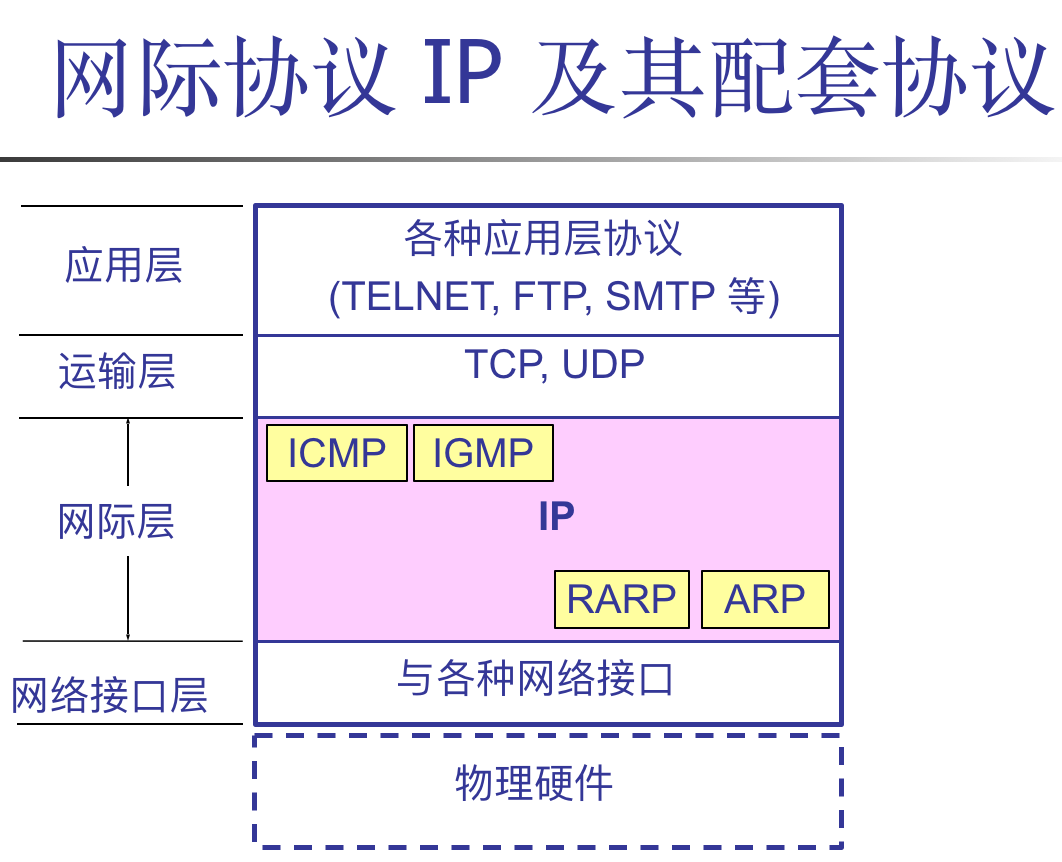 网际协议 IP 及其配套协议
应用层
各种应用层协议
(TELNET, FTP, SMTP 等)
运输层
TCP, UDP
网际层
ICMP
IGMP
IP
RARP
ARP
网络接口层
与各种网络接口
物理硬件